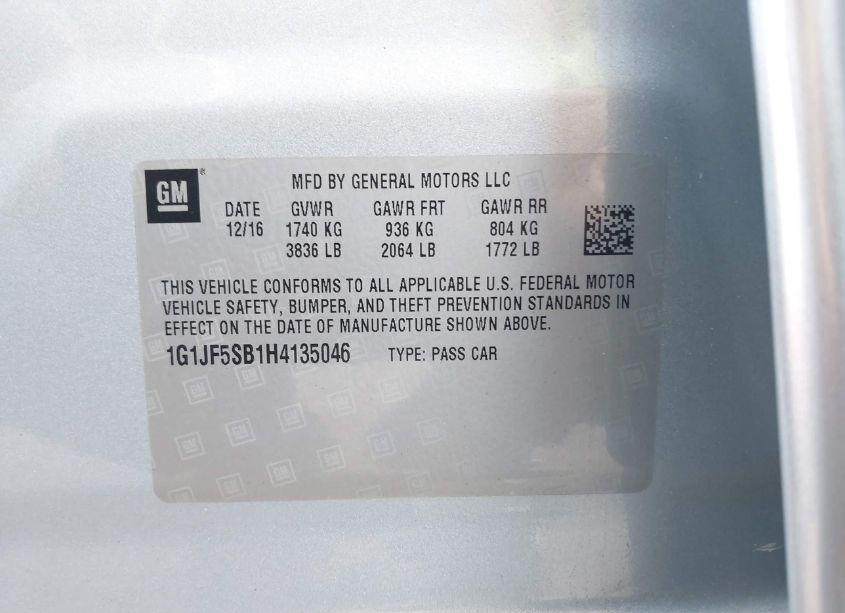 GM
MFD BY GENERAL MOTORS LLC
DATE GVWR GAWR FRT GAWR RR
12/16 1740 KG 936 KG 804 KG
3836 LB 2064 LB 1772 LB
THIS VEHICLE CONFORMS TO ALL APPLICABLE U.S. FEDERAL MOTOR
VEHICLE SAFETY, BUMPER, AND THEFT PREVENTION STANDARDS IN
EFFECT ON THE DATE OF MANUFACTURE SHOWN ABOVE.
1G1JF5SB1H4135046 TYPE: PASS CAR